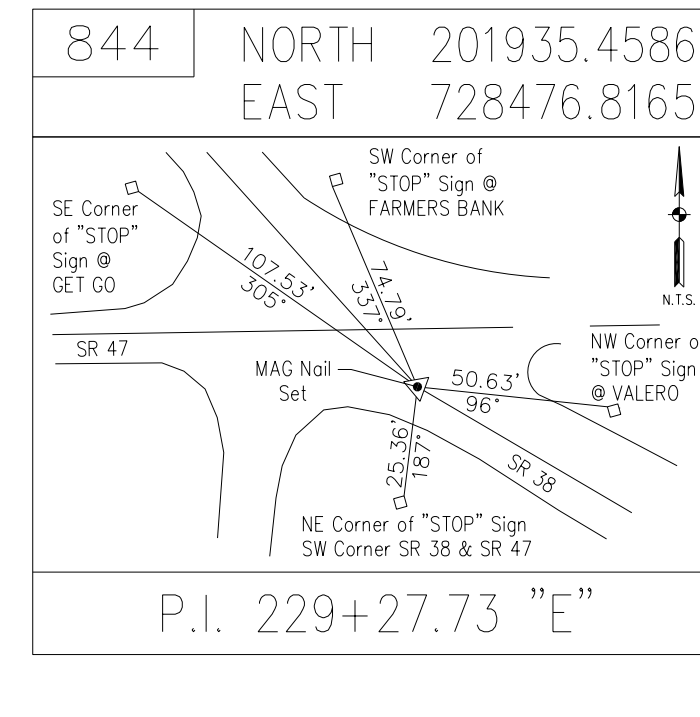 844
NORTH 201935.4586
EAST 728476.8165
SW Corner of
"STOP" Sign @
FARMERS BANK
SE Corner
of "STOP"
Sign @
GET GO
N.T.S.
107.53'
305°
74.79'
337°
SR 47
NW Corner o
"STOP" Sign
@ VALERO
MAG Nail
Set
50.63'
96°
25.36'
187°
SR 38
NE Corner of "STOP" Sign
SW Corner SR 38 & SR 47
P.I. 229+27.73 "E"